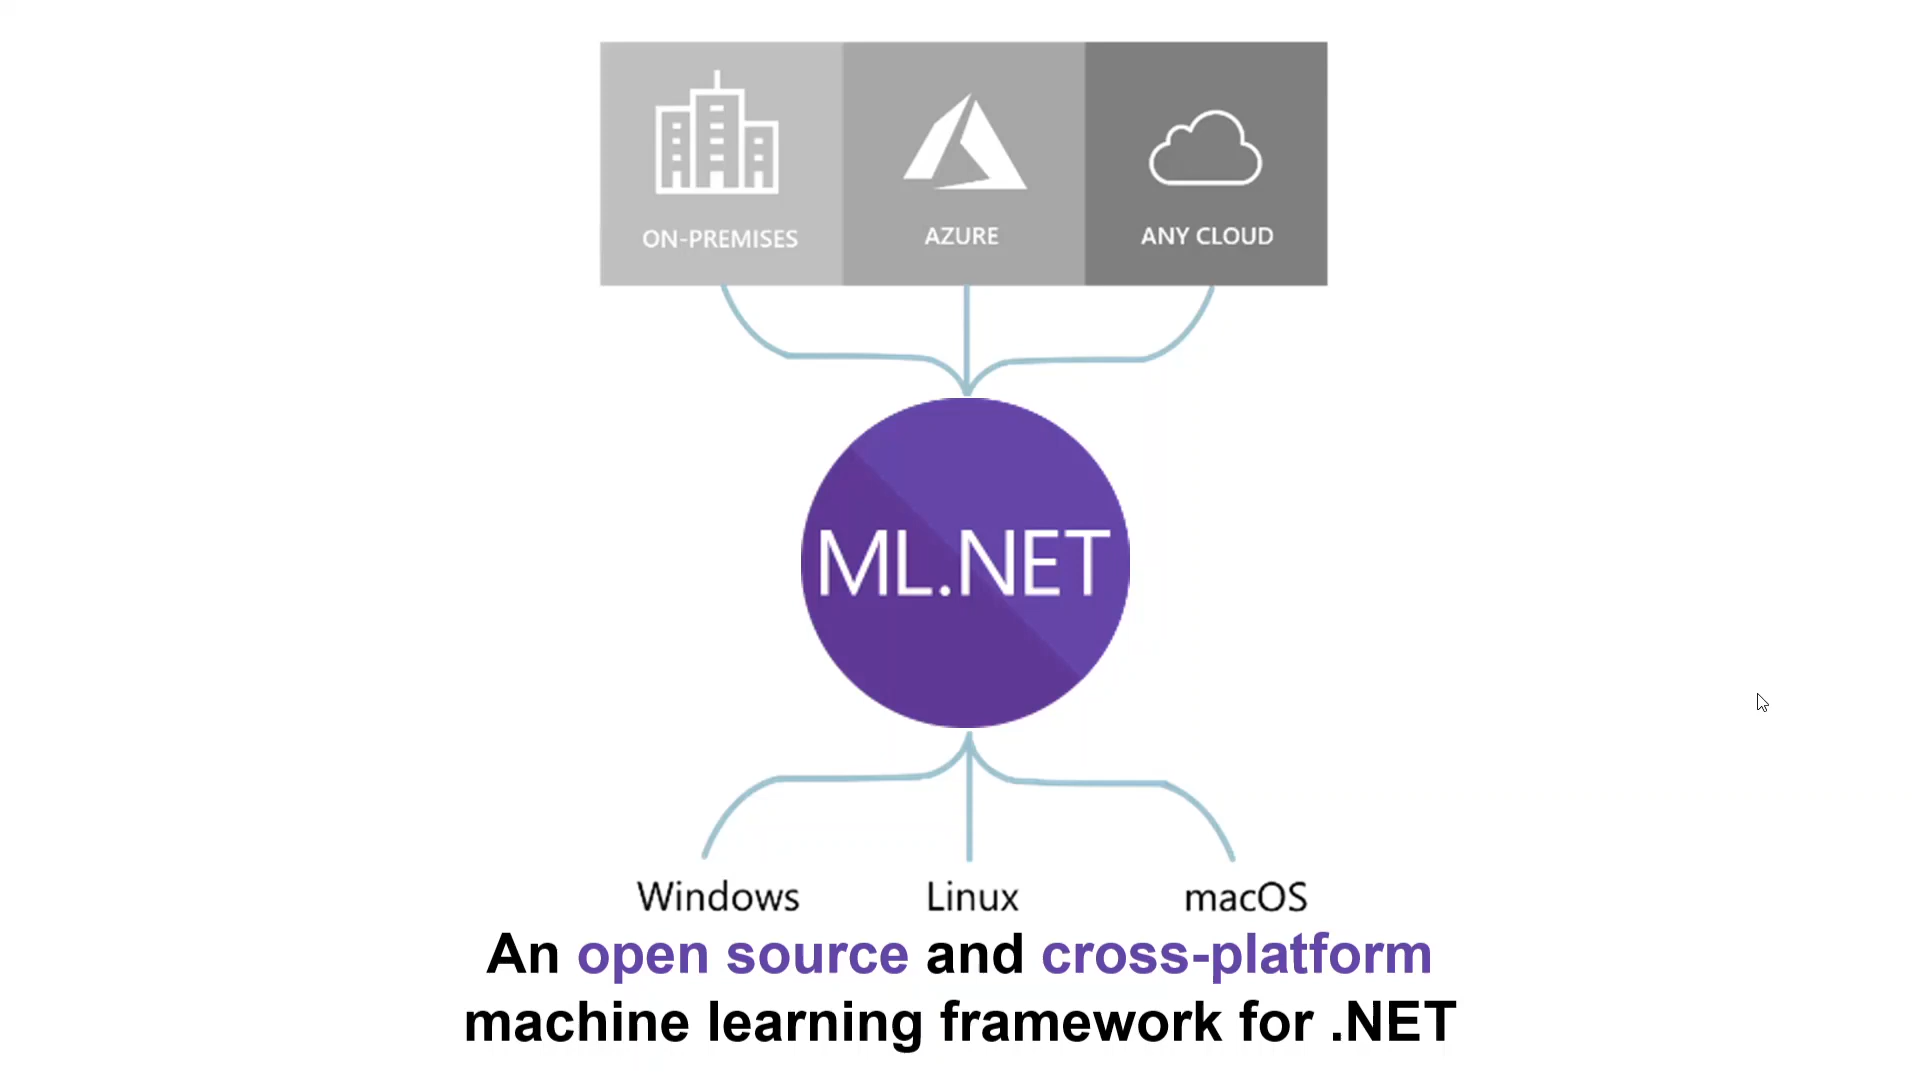 ON-PREMISES
AZURE
ANY CLOUD
ML.NET
Windows
Linux
macOS
An open source and cross-platform
machine learning framework for .NET